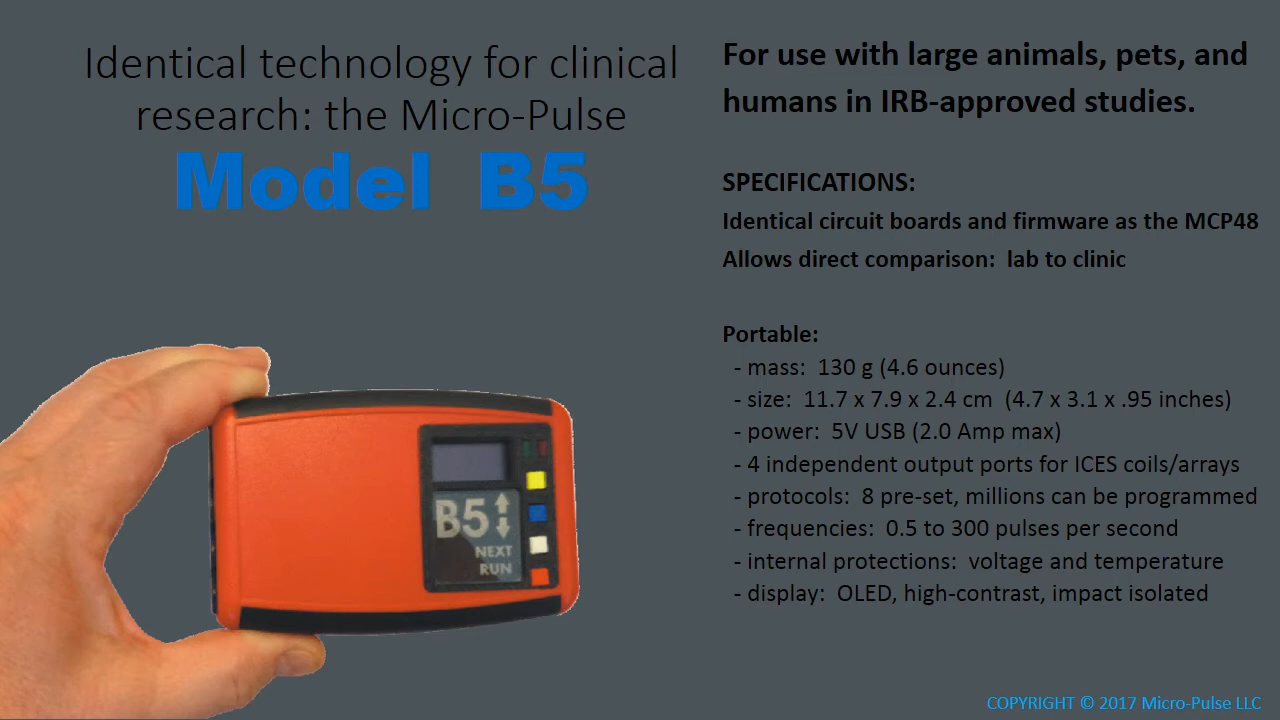 Identical technology for clinical
research: the Micro-Pulse
Model B5
For use with large animals, pets, and
humans in IRB-approved studies.
SPECIFICATIONS:
Identical circuit boards and firmware as the MCP48
Allows direct comparison: lab to clinic
Portable:
- mass: 130 g (4.6 ounces)
- size: 11.7 x 7.9 x 2.4 cm (4.7 x 3.1 x .95 inches)
- power: 5V USB (2.0 Amp max)
- 4 independent output ports for ICES coils/arrays
- protocols: 8 pre-set, millions can be programmed
- frequencies: 0.5 to 300 pulses per second
- internal protections: voltage and temperature
- display: OLED, high-contrast, impact isolated
B5
NEXT
RUN
COPYRIGHT © 2017 Micro-Pulse LLC